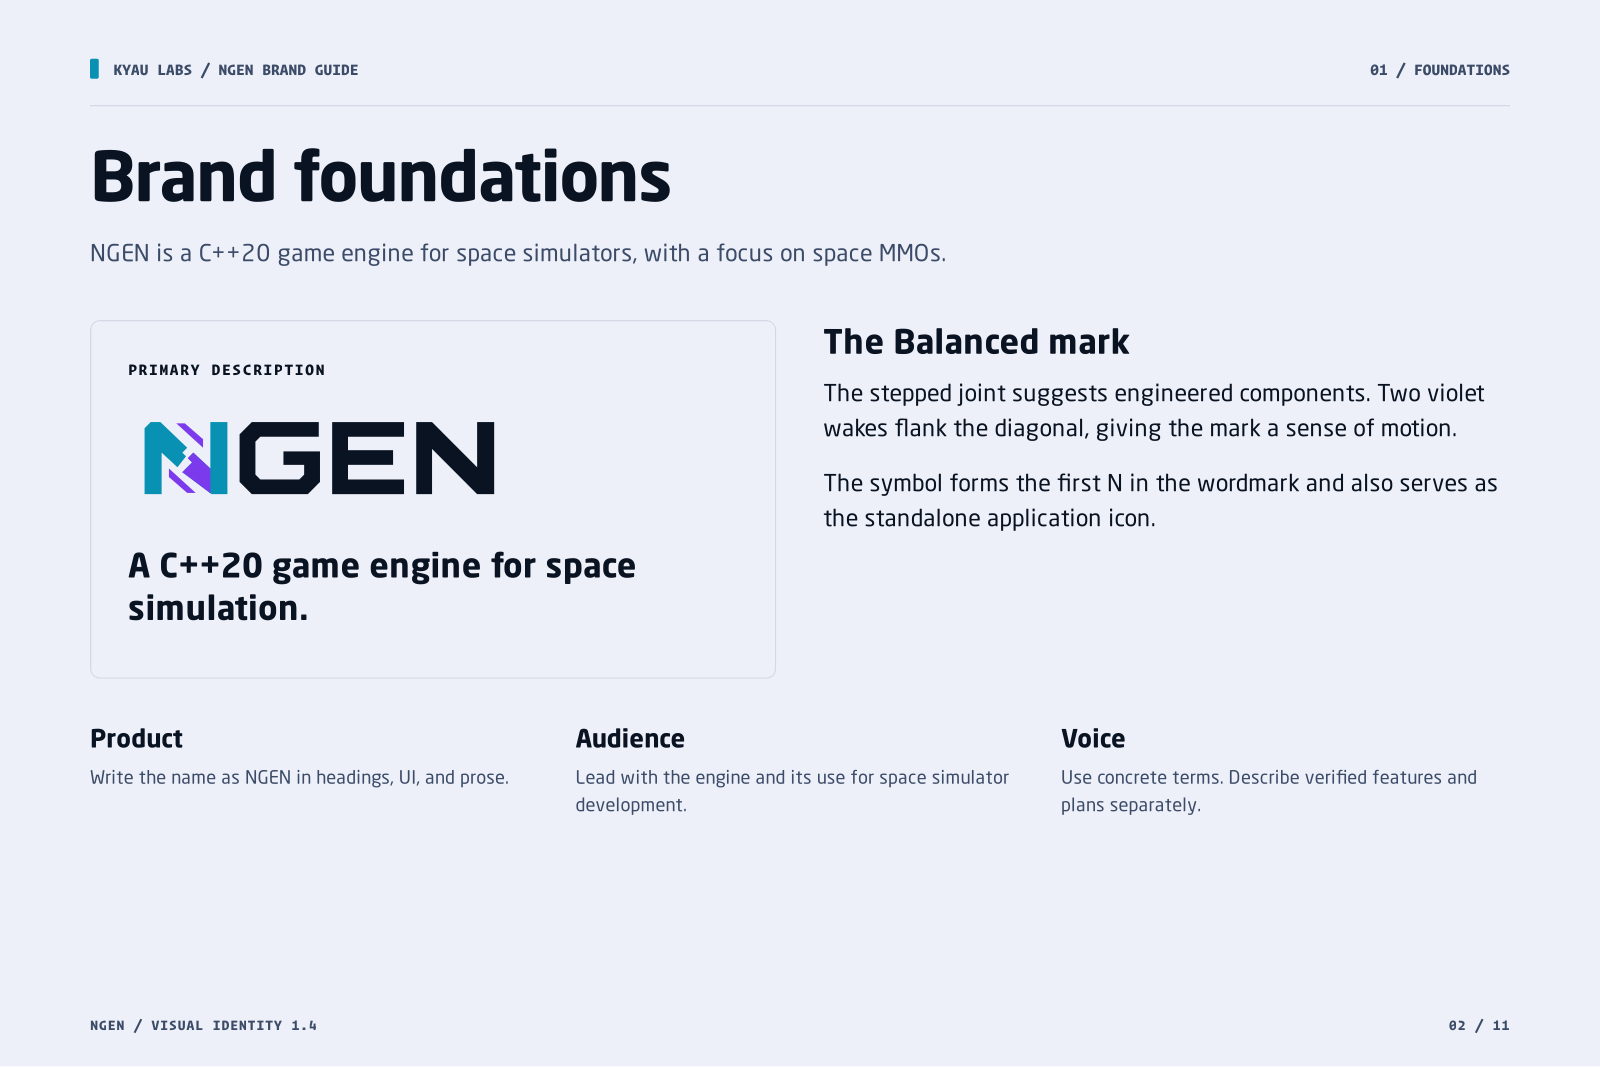 KYAU LABS / NGEN BRAND GUIDE
01 / FOUNDATIONS
Brand foundations
NGEN is a C++20 game engine for space simulators, with a focus on space MMOs.
PRIMARY DESCRIPTION
NGEN
A C++20 game engine for space
simulation.
The Balanced mark
The stepped joint suggests engineered components. Two violet
wakes flank the diagonal, giving the mark a sense of motion.
The symbol forms the first N in the wordmark and also serves as
the standalone application icon.
Product
Write the name as NGEN in headings, UI, and prose.
Audience
Lead with the engine and its use for space simulator
development.
Voice
Use concrete terms. Describe verified features and
plans separately.
NGEN / VISUAL IDENTITY 1.4
02 / 11